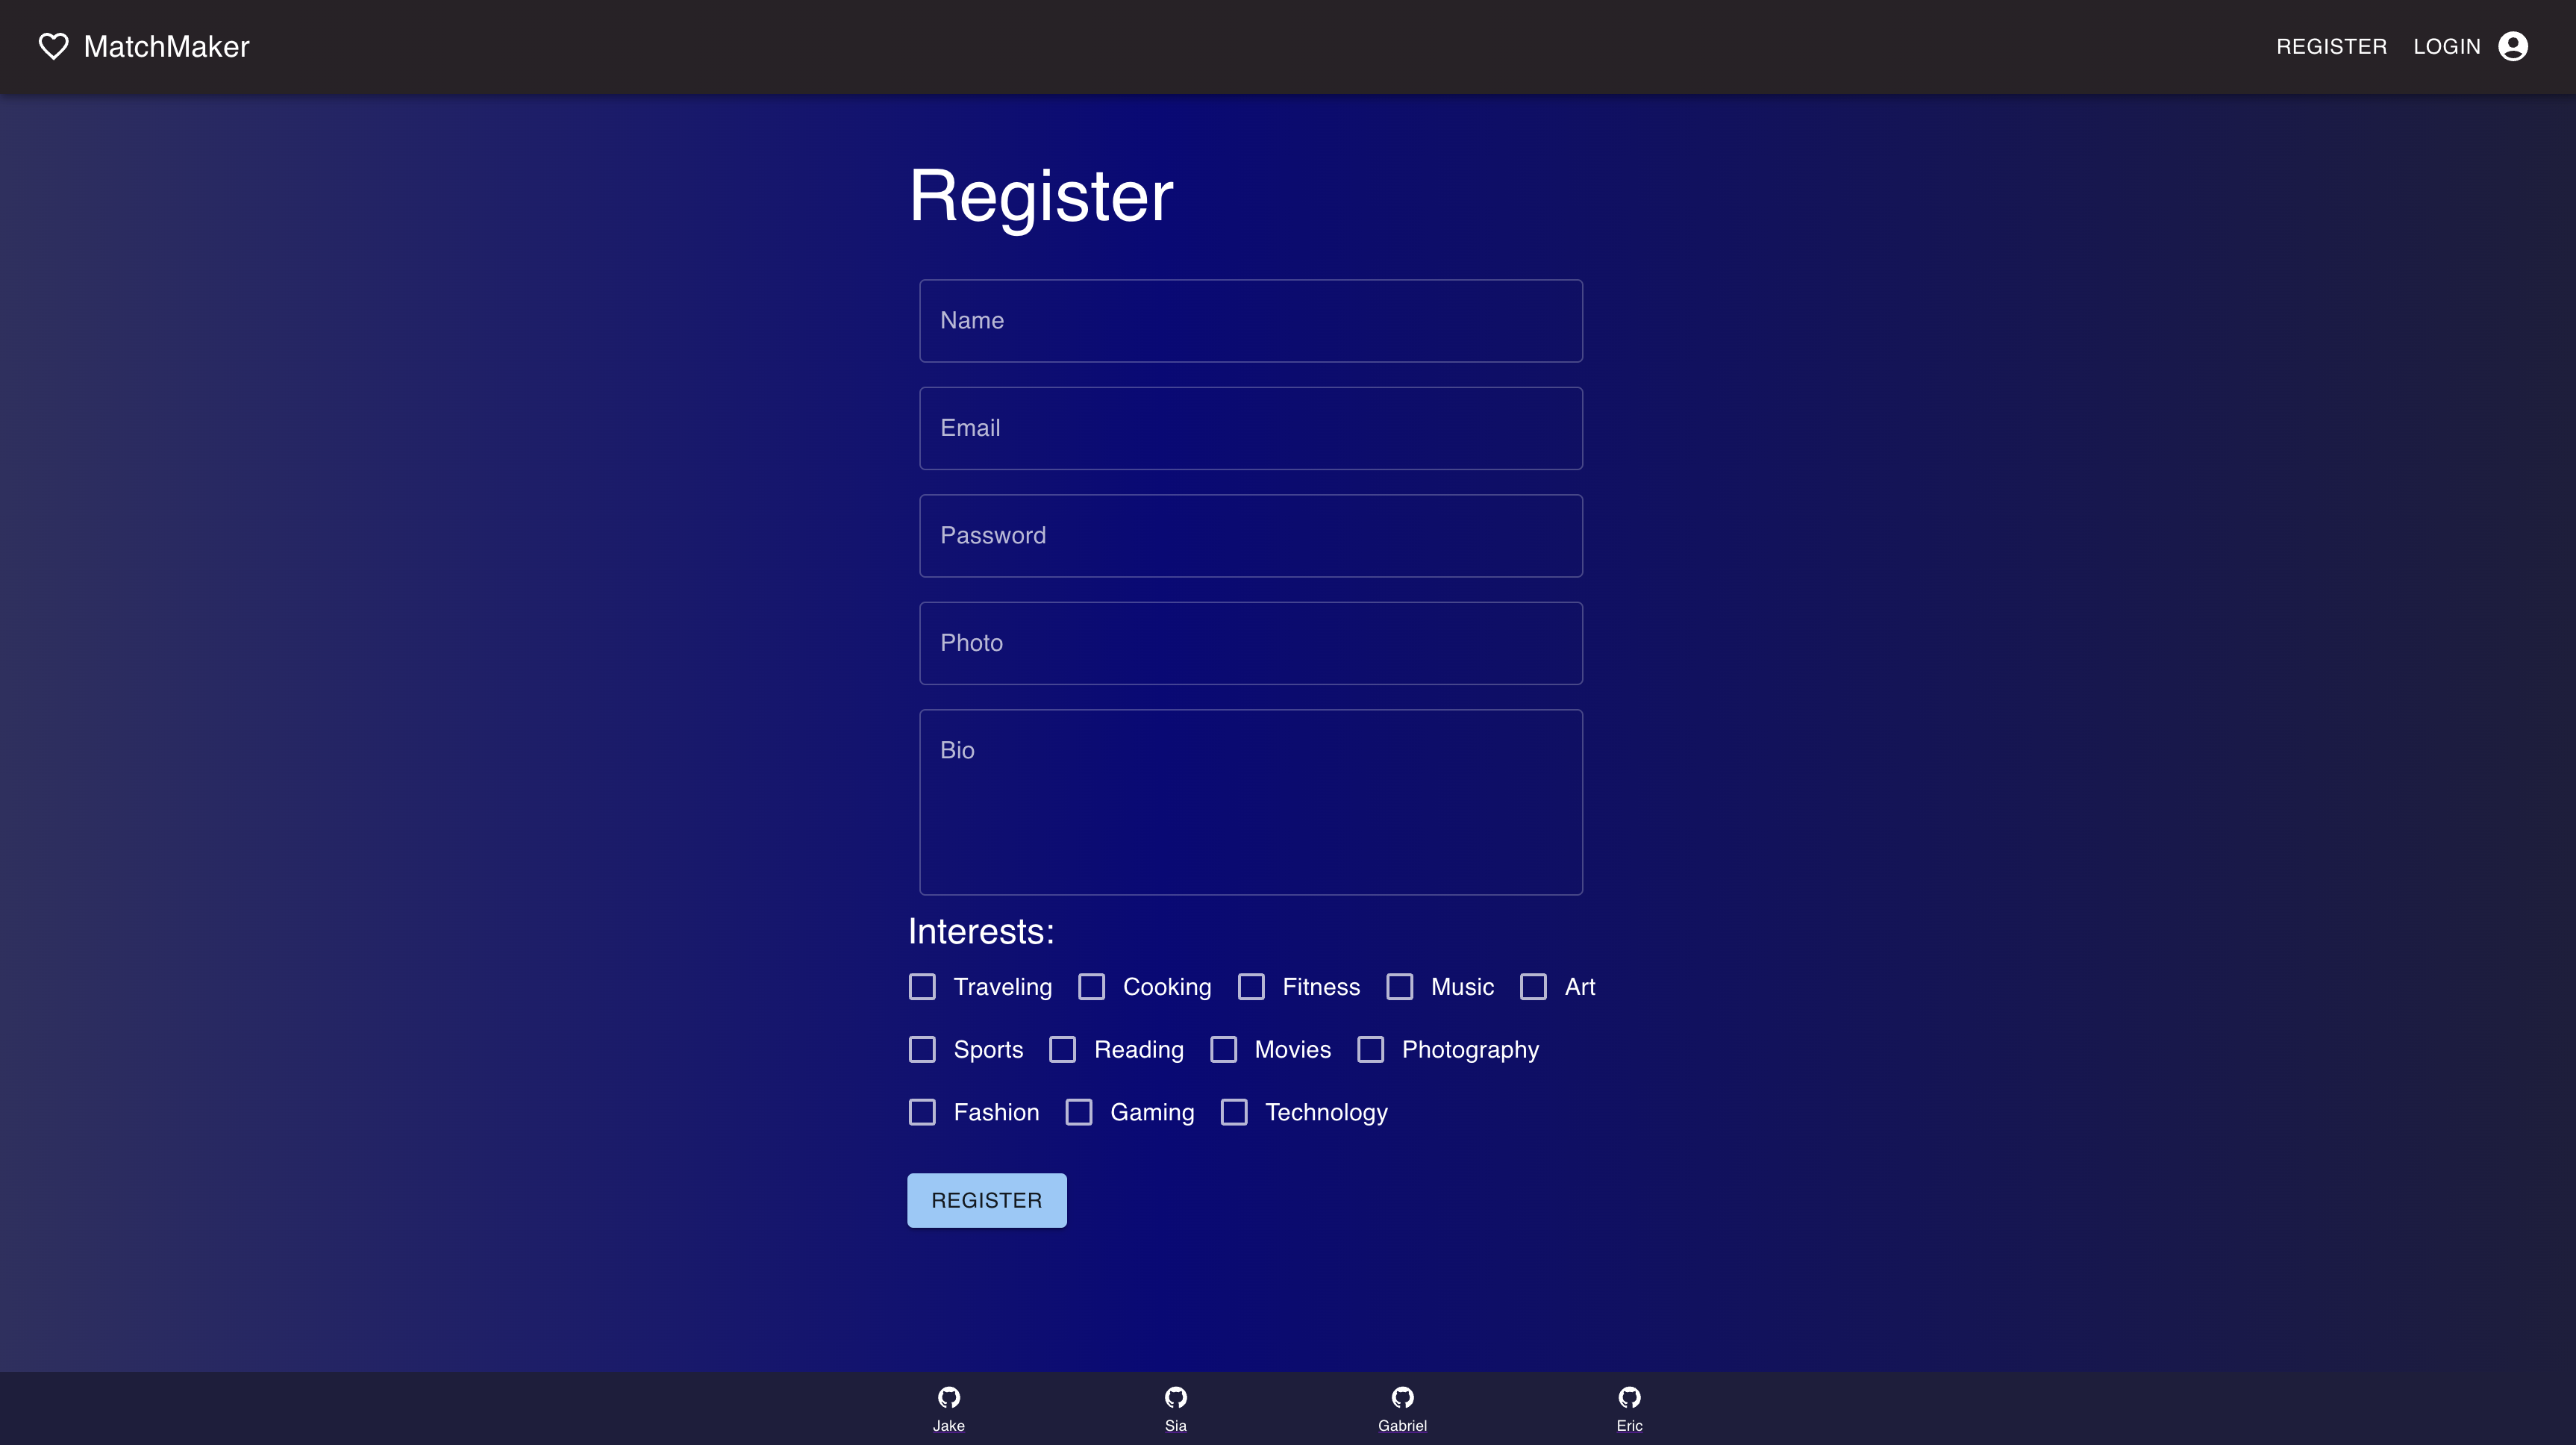 MatchMaker
REGISTER LOGIN
Register
Name
Email
Password
Photo
Bio
Interests:
Traveling Cooking Fitness Music Art
Sports Reading Movies Photography
Fashion Gaming Technology
REGISTER
Jake Sia Gabriel Eric